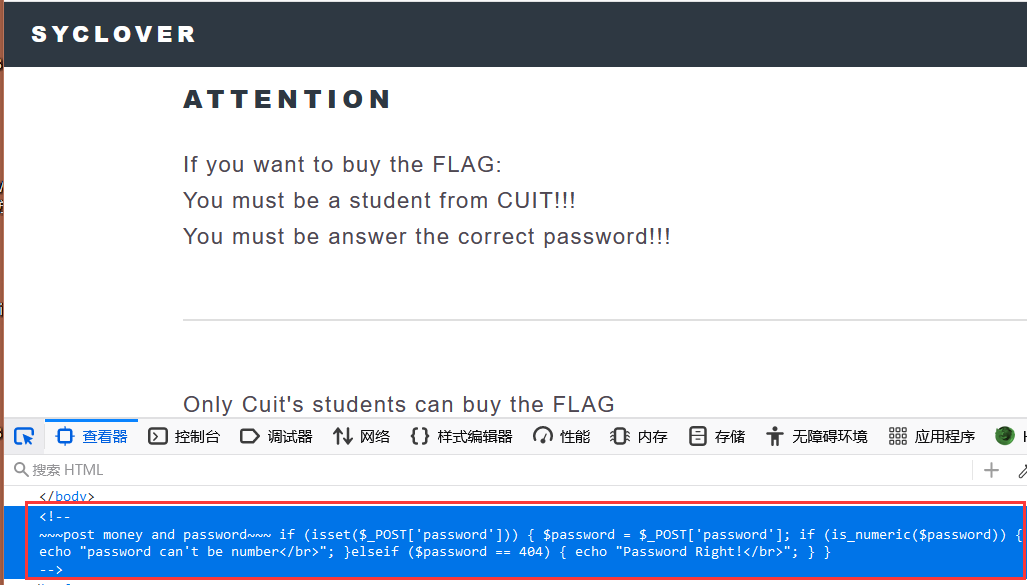 SYCLOVER
ATTENTION
If you want to buy the FLAG:
You must be a student from CUIT!!!
You must be answer the correct password!!!
Only Cuit's students can buy the FLAG
查看器 控制台 调试器 网络 样式编辑器 性能 内存 存储 无障碍环境 应用程序
搜索 HTML
</body>
<!--
~~~post money and password~~~ if (isset($_POST['password'])) { $password = $_POST['password']; if (is_numeric($password)) {
echo "password can't be number</br>"; }elseif ($password == 404) { echo "Password Right!</br>"; } }
-->